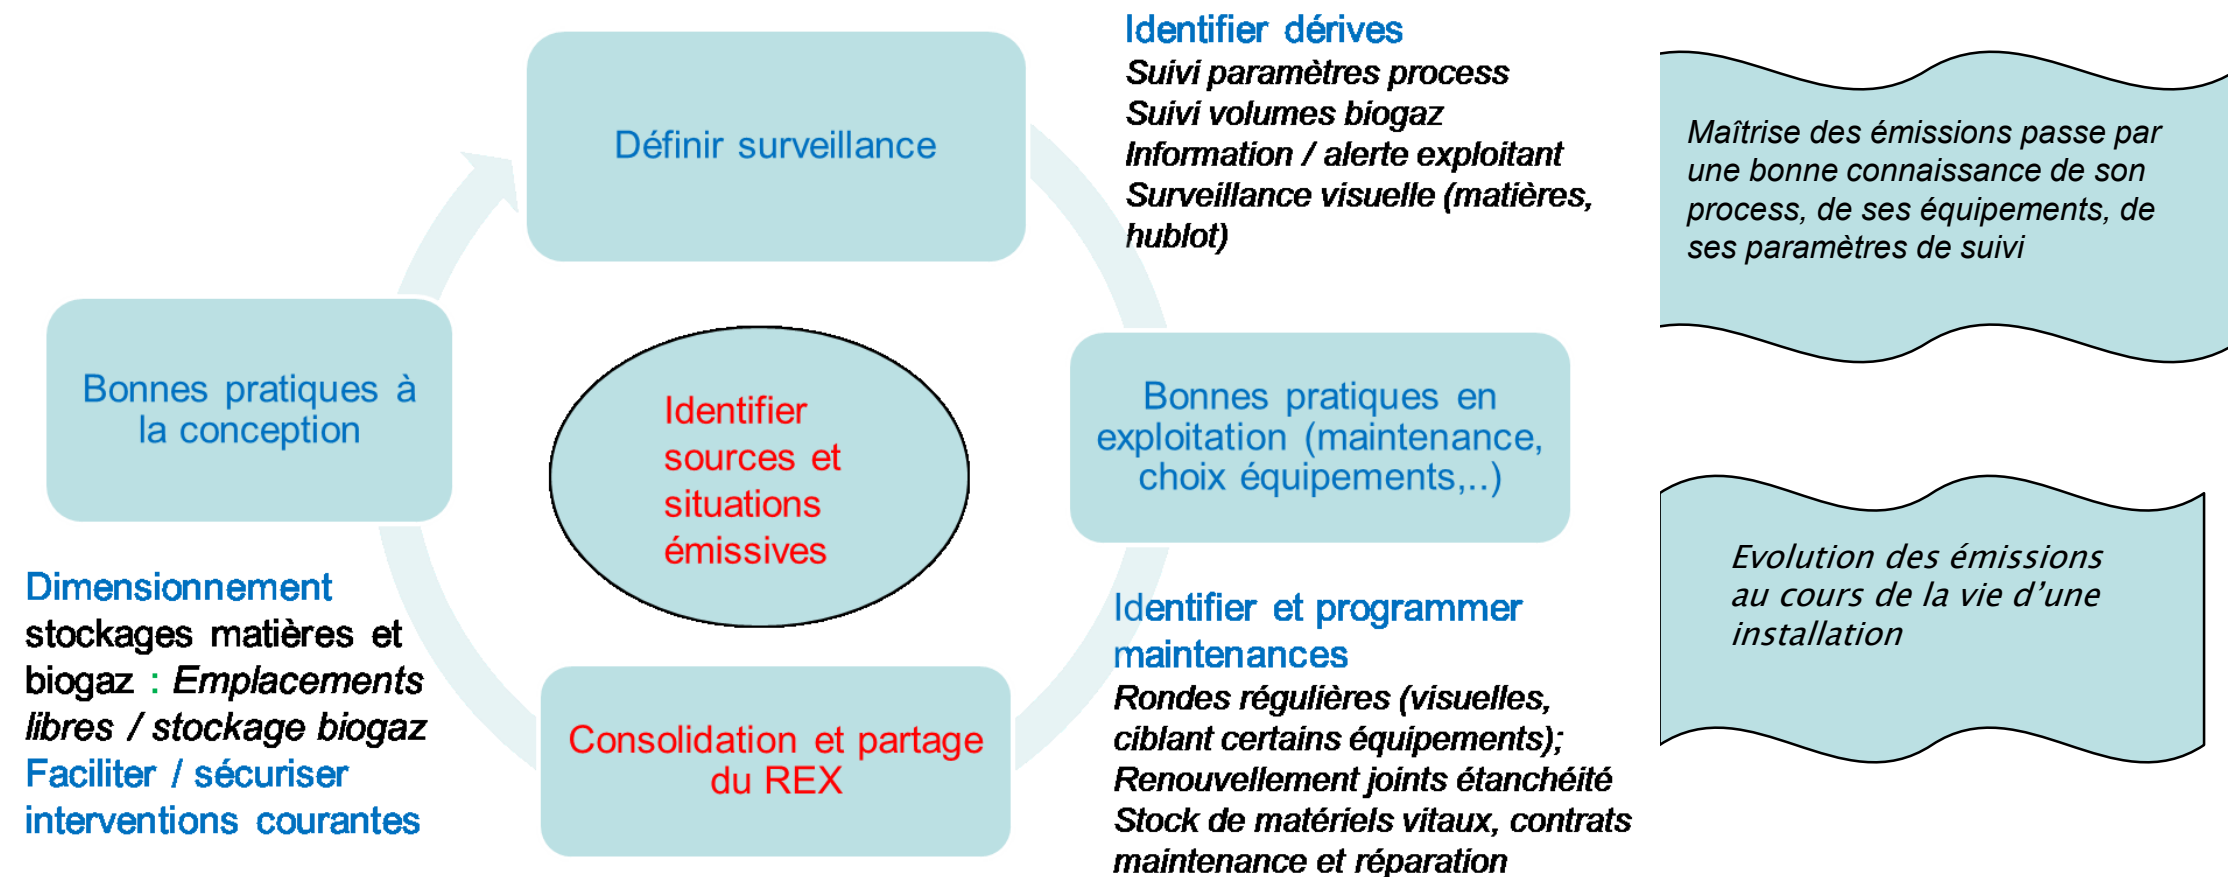 Définir surveillance
Identifier dérives
Suivi paramètres process
Suivi volumes biogaz
Information / alerte exploitant
Surveillance visuelle (matières,
hublot)
Maîtrise des émissions passe par
une bonne connaissance de son
process, de ses équipements, de
ses paramètres de suivi
Bonnes pratiques à
la conception
Identifier
sources et
situations
émissives
Bonnes pratiques en
exploitation (maintenance,
choix équipements,..)
Dimensionnement
stockages matières et
biogaz : Emplacements
libres / stockage biogaz
Faciliter / sécuriser
interventions courantes
Consolidation et partage
du REX
Identifier et programmer
maintenances
Rondes régulières (visuelles,
ciblant certains équipements);
Renouvellement joints étanchéité
Stock de matériels vitaux, contrats
maintenance et réparation
Evolution des émissions
au cours de la vie d’une
installation